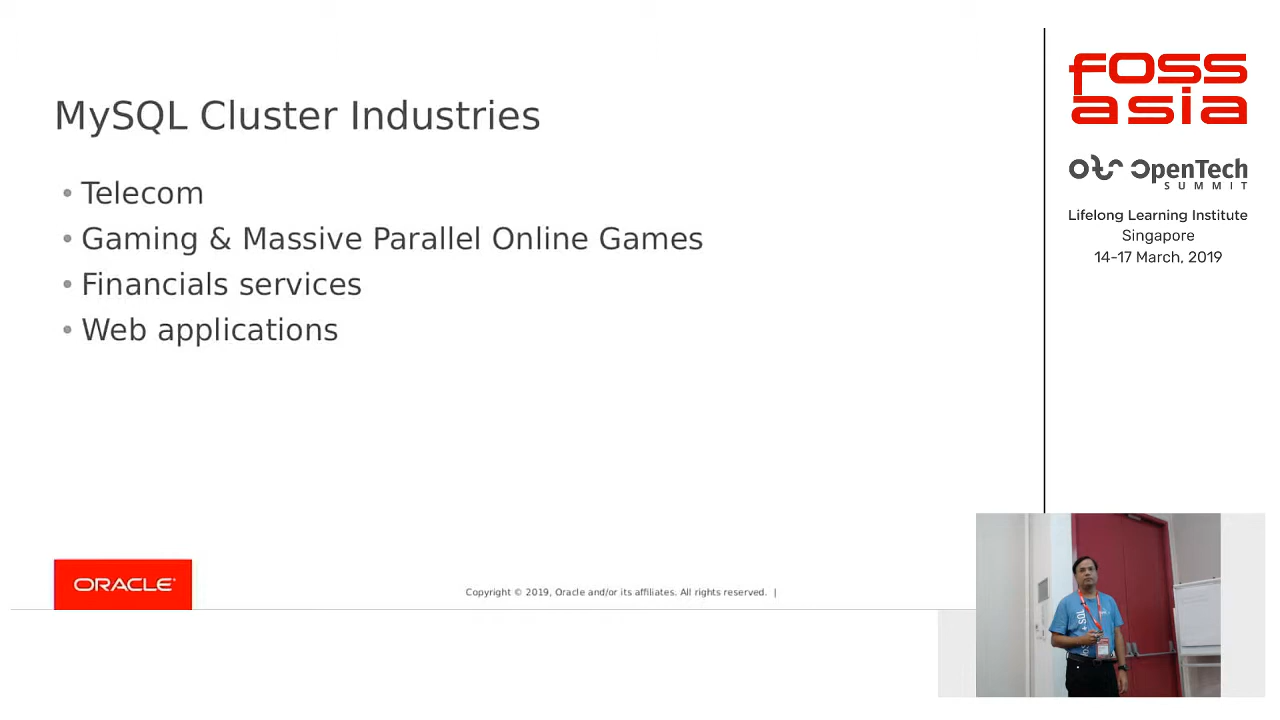 MySQL Cluster Industries
• Telecom
• Gaming & Massive Parallel Online Games
• Financials services
• Web applications
ORACLE
Copyright © 2019, Oracle and/or its affiliates. All rights reserved. |
foss
asia
OpenTech
SUMMIT
Lifelong Learning Institute
Singapore
14-17 March, 2019
SQL